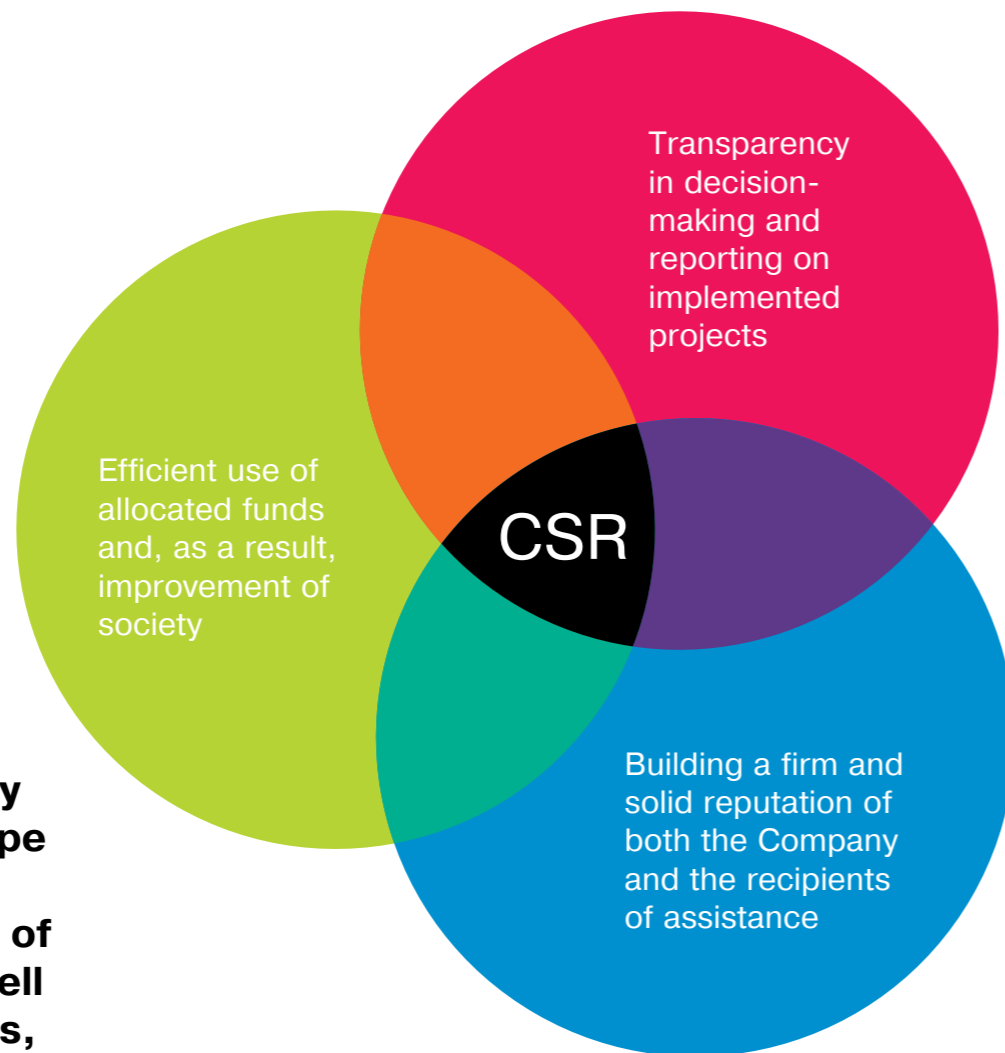 Transparency
in decision-
making and
reporting on
implemented
projects
Efficient use of
allocated funds
and, as a result,
improvement of
society
CSR
Building a firm and
solid reputation of
both the Company
and the recipients
of assistance
of